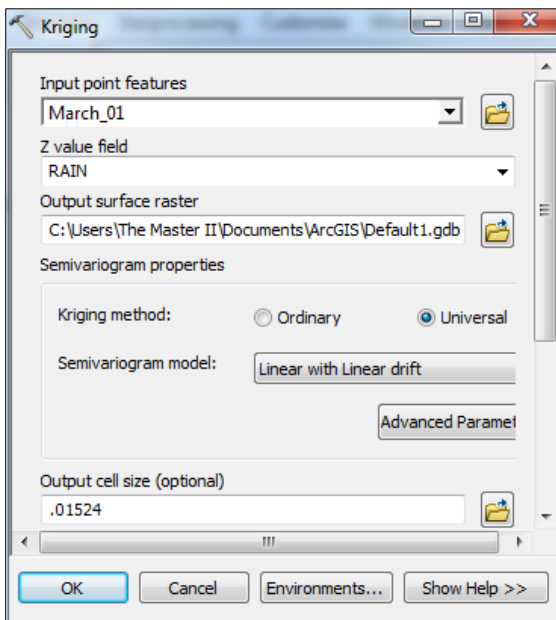 Kriging
Input point features
March_01
Z value field
RAIN
Output surface raster
C:\Users\The Master II\Documents\ArcGIS\Default1.gdb
Semivariogram properties
Kriging method: Ordinary Universal
Semivariogram model: Linear with Linear drift
Advanced Paramet
Output cell size (optional)
.01524
OK Cancel Environments... Show Help >>